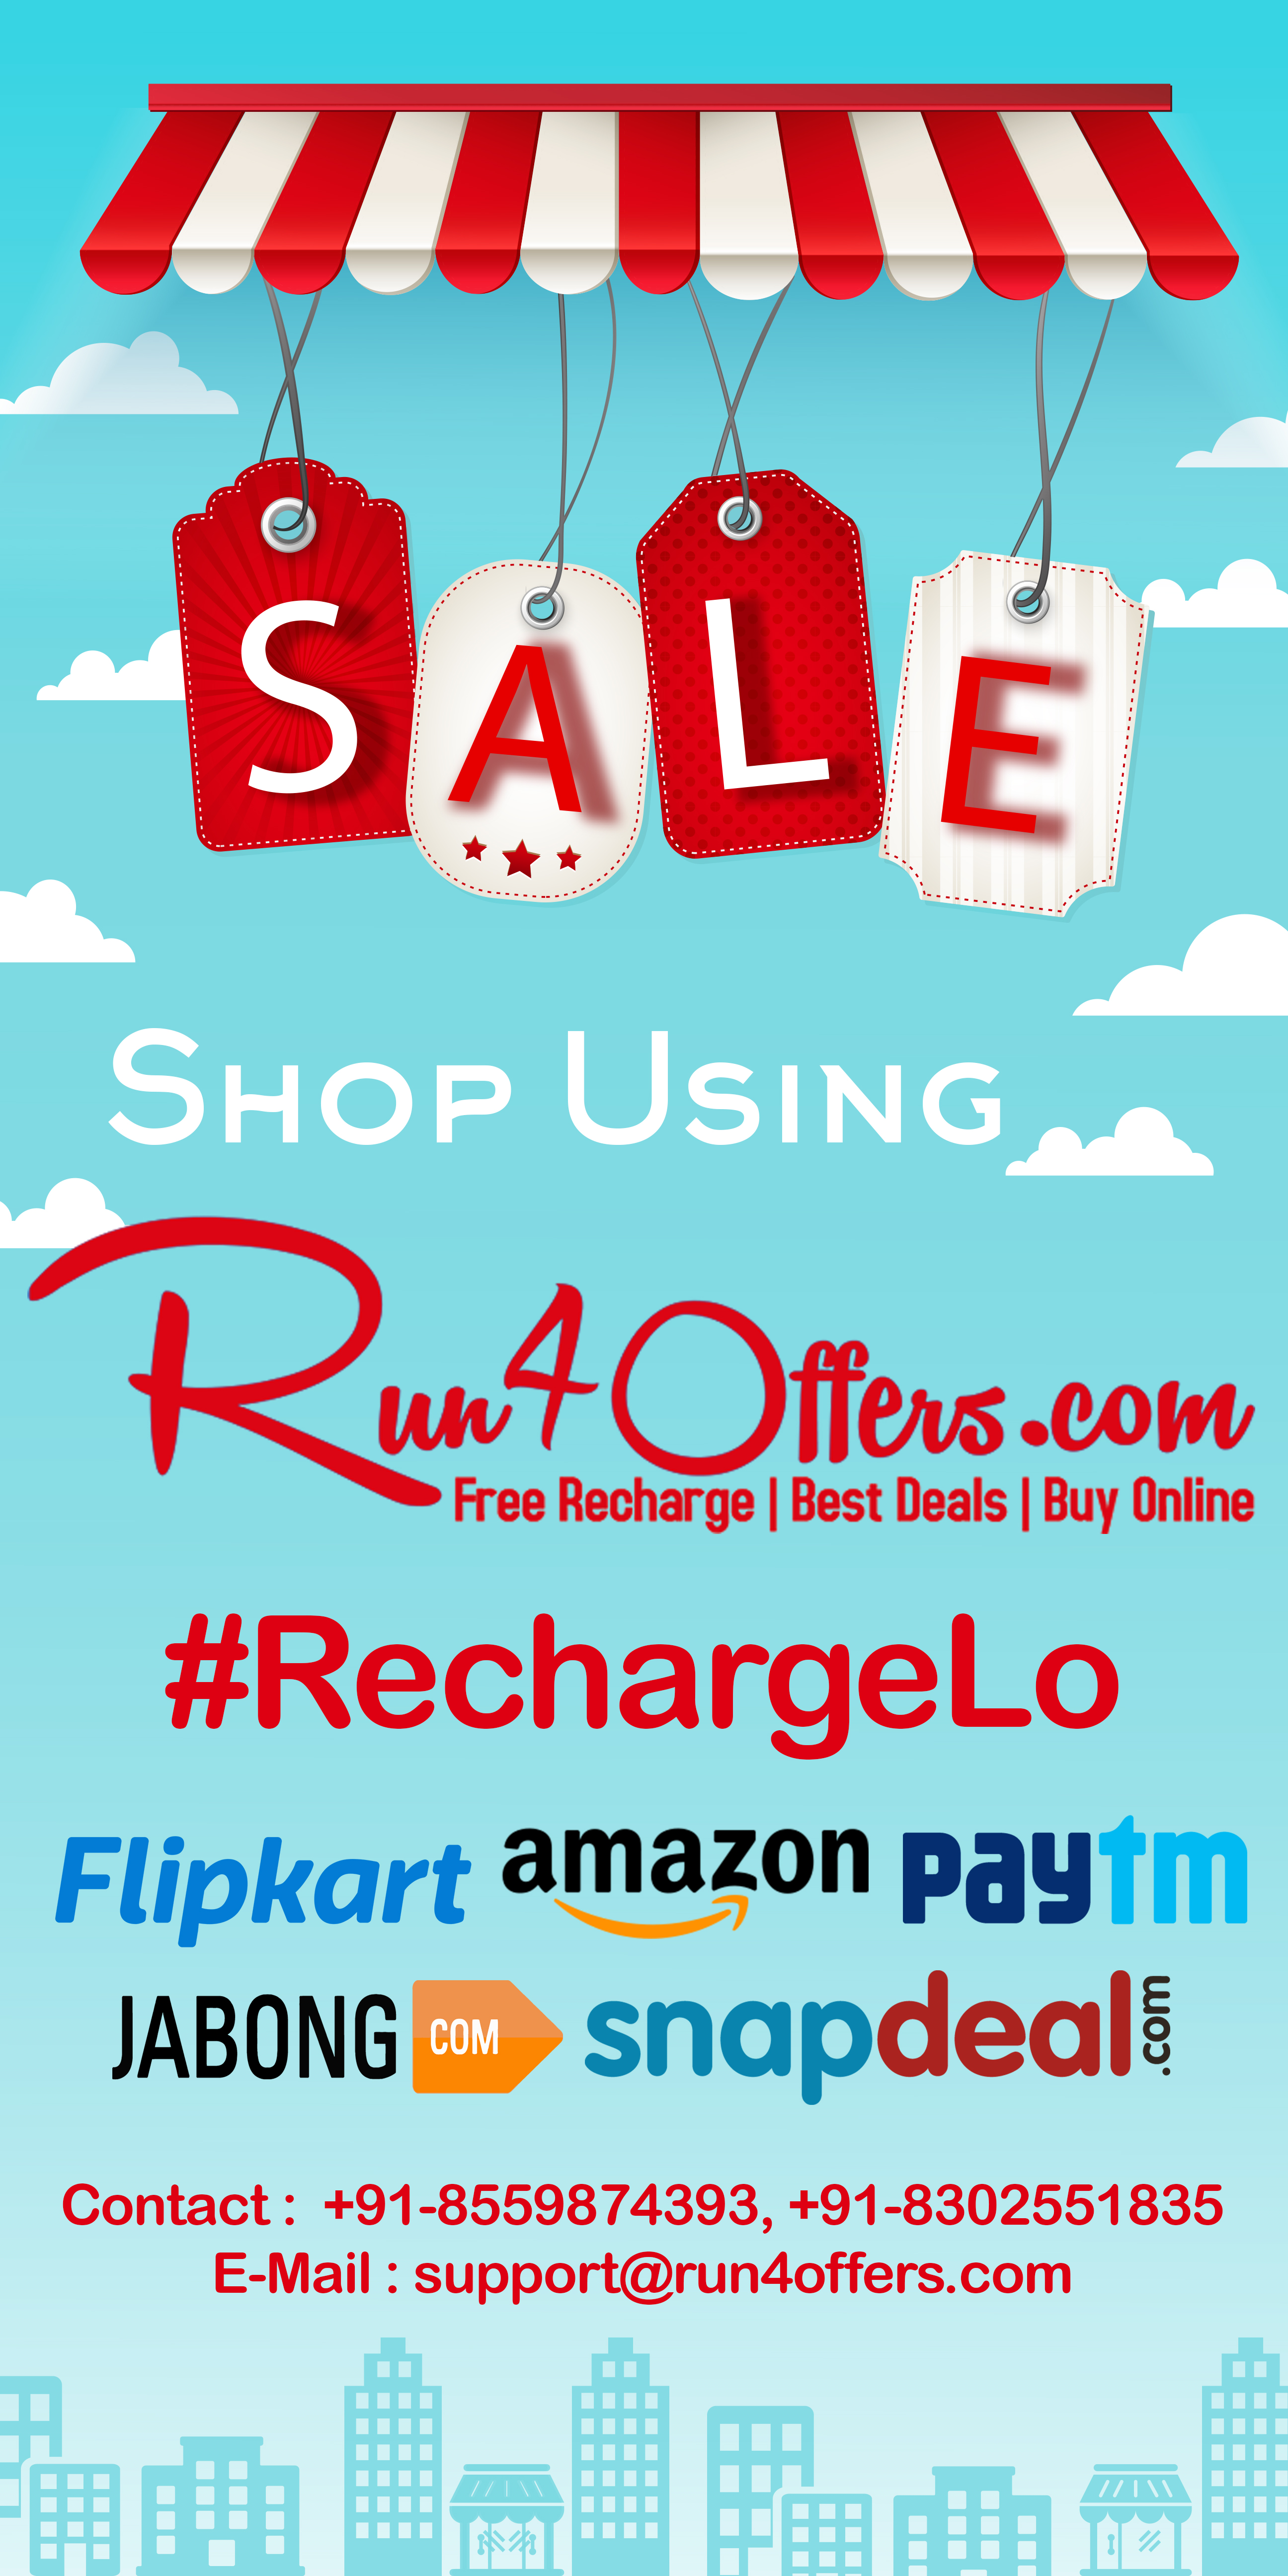 SALE
SHOP USING
Run4Offers.com
Free Recharge | Best Deals | Buy Online
#RechargeLo
Flipkart amazon paytm
JABONG COM snapdeal .com
Contact : +91-8559874393, +91-8302551835
E-Mail : support@run4offers.com